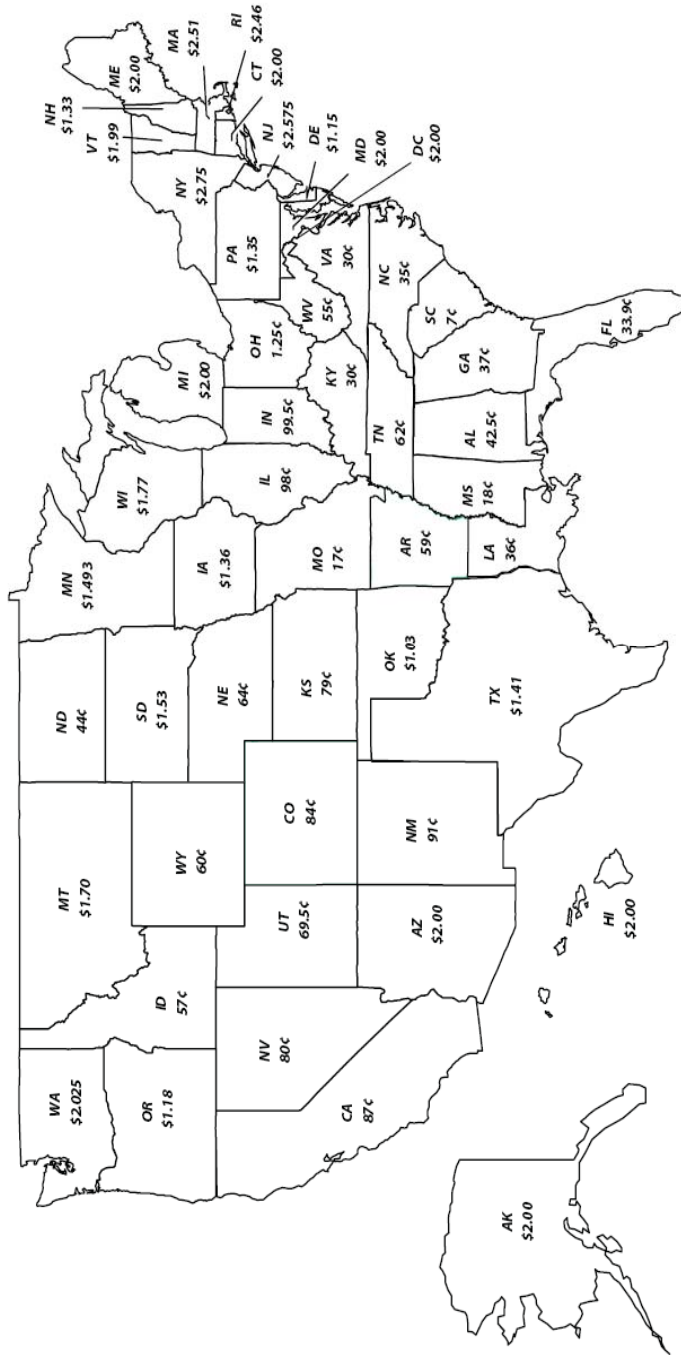 WA
$2.025
OR
$1.18
CA
87¢
NV
80¢
ID
57¢
MT
$1.70
WY
60¢
UT
69.5¢
AZ
$2.00
CO
84¢
NM
91¢
ND
44¢
SD
$1.53
NE
64¢
KS
79¢
OK
$1.03
TX
$1.41
MN
$1.493
IA
$1.36
MO
17¢
AR
59¢
LA
36¢
WI
$1.77
IL
98¢
MI
$2.00
IN
99.5¢
OH
1.25¢
KY
30¢
TN
62¢
MS
18¢
AL
42.5¢
GA
37¢
FL
33.9¢
SC
7¢
NC
35¢
VA
30¢
WV
55¢
PA
$1.35
NY
$2.75
VT
$1.99
NH
$1.33
ME
$2.00
MA
$2.51
RI
$2.46
CT
$2.00
NJ
$2.575
DE
$1.15
MD
$2.00
DC
$2.00
AK
$2.00
HI
$2.00